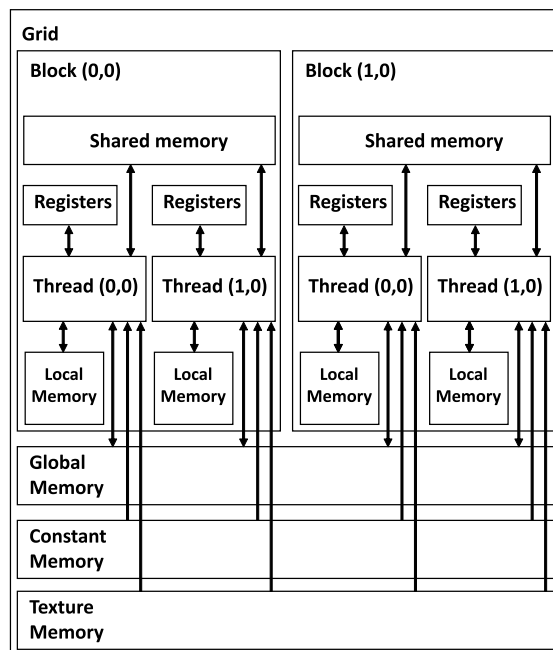 Grid
Block (0,0)
Block (1,0)
Shared memory
Shared memory
Registers
Registers
Registers
Registers
Thread (0,0)
Thread (1,0)
Thread (0,0)
Thread (1,0)
Local
Memory
Local
Memory
Local
Memory
Local
Memory
Global
Memory
Constant
Memory
Texture
Memory